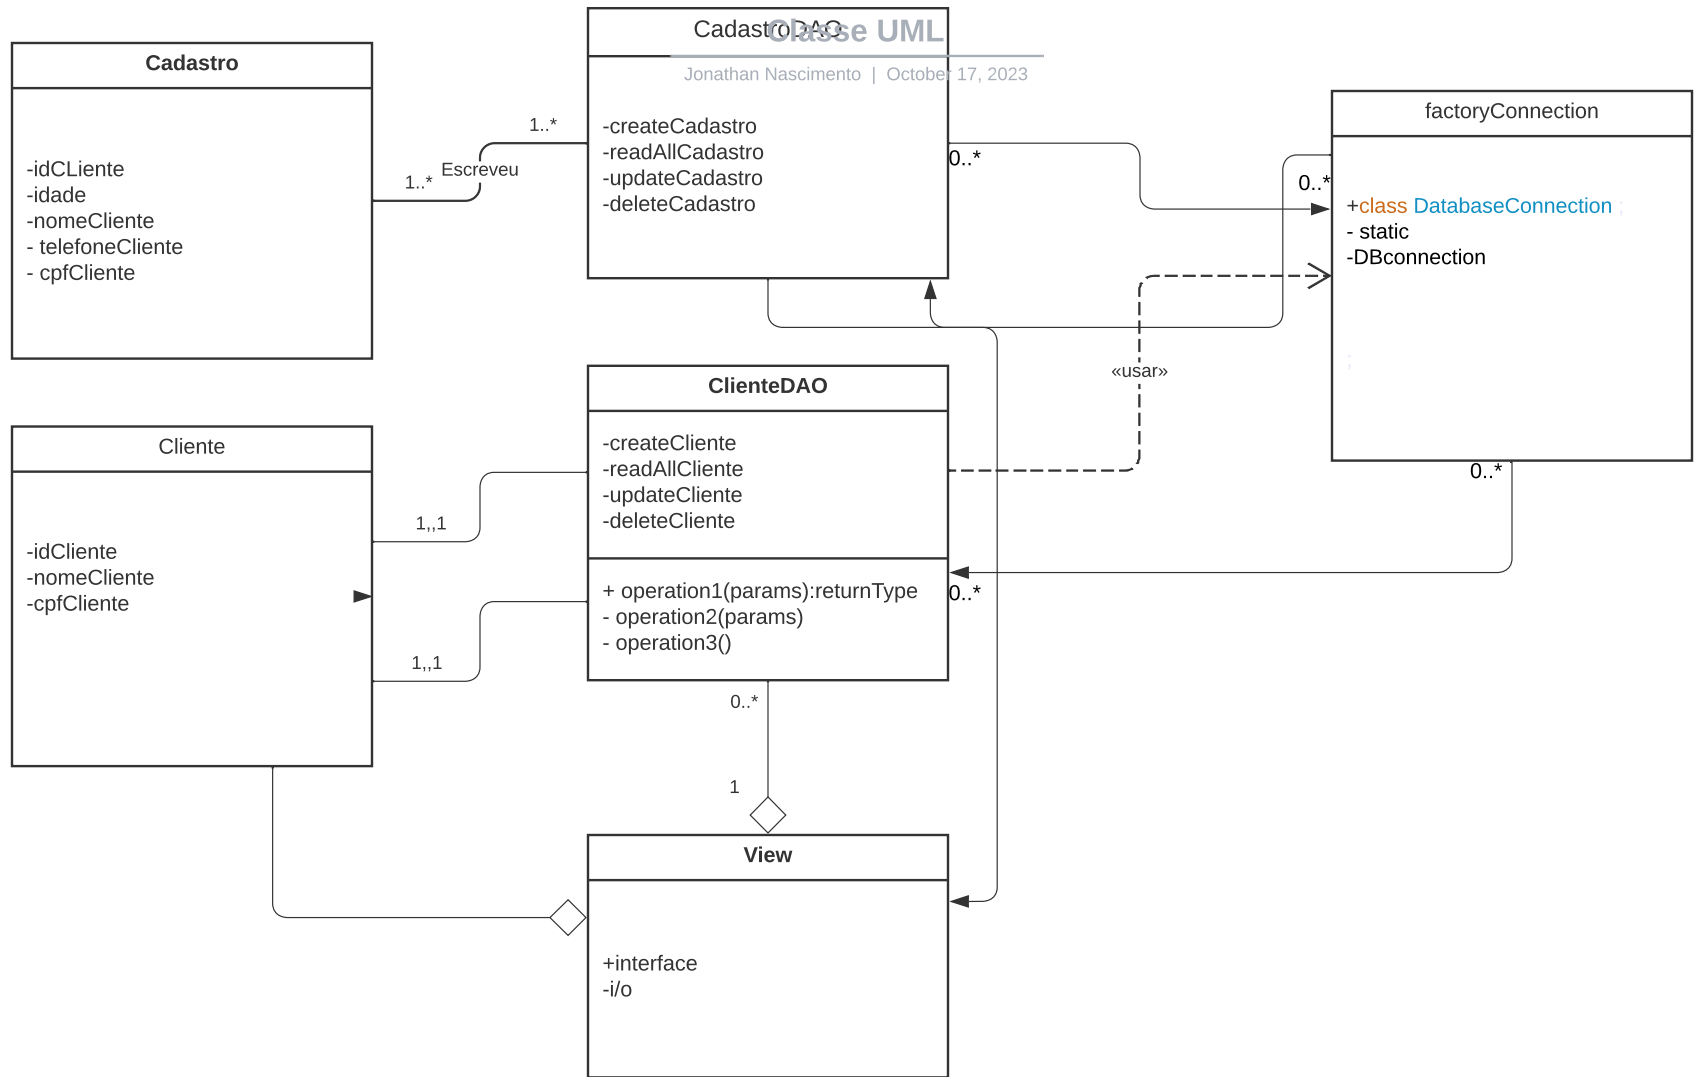 Classe UML
Jonathan Nascimento | October 17, 2023
Cadastro
-idCLiente
-idade
-nomeCliente
- telefoneCliente
- cpfCliente
1..*
Escreveu
1..*
CadastroDAO
-createCadastro
-readAllCadastro
-updateCadastro
-deleteCadastro
0..*
0..*
factoryConnection
+class DatabaseConnection ;
- static
-DBconnection
;
0..*
«usar»
Cliente
-idCliente
-nomeCliente
-cpfCliente
1,,1
1,,1
ClienteDAO
-createCliente
-readAllCliente
-updateCliente
-deleteCliente
+ operation1(params):returnType
- operation2(params)
- operation3()
0..*
0..*
1
View
+interface
-i/o